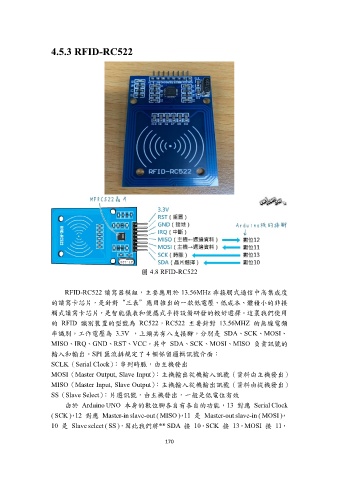 4.5.3 RFID-RC522
RFID-RC522
MFRC522晶片
3.3V
RST ( 重置 )
GND ( 接地 )
IRQ ( 中斷 )
MISO ( 主機←週邊資料 )
MOSI ( 主機→週邊資料 )
SCK ( 時脈 )
SDA ( 晶片選擇 )
Arduino板的接腳
數位12
數位11
數位13
數位10
圖 4.8 RFID-RC522
RFID-RC522 讀寫器模組，主要應用於 13.56MHz 非接觸式通信中高集成度
的讀寫卡芯片，是針對“三表”應用推出的一款低電壓、低成本、體積小的非接
觸式讀寫卡芯片，是智能儀表和便攜式手持設備研發的較好選擇，這裏我們使用
的 RFID 識別裝置的型號為 RC522，RC522 主要針對 13.56MHZ 的無線電頻
率識別，工作電壓為 3.3V ，上頭共有八支接腳，分別是 SDA、SCK、MOSI、
MISO、IRQ、GND、RST、VCC，其中 SDA、SCK、MOSI、MISO 負責訊號的
輸入和輸出，SPI 匯流排規定了 4 個保留邏輯訊號介面：
SCLK（Serial Clock）：串列時脈，由主機發出
MOSI（Master Output, Slave Input）：主機輸出從機輸入訊號（資料由主機發出）
MISO（Master Input, Slave Output）：主機輸入從機輸出訊號（資料由從機發出）
SS（Slave Select）：片選訊號，由主機發出，一般是低電位有效
由於 Arduino UNO 本身的數位腳各自有各自的功能，13 對應 Serial Clock
( SCK )，12 對應 Master-in slave-out ( MISO )，11 是 Master-out slave-in ( MOSI )，
10 是 Slave select ( SS )，因此我們將** SDA 接 10，SCK 接 13，MOSI 接 11，
170